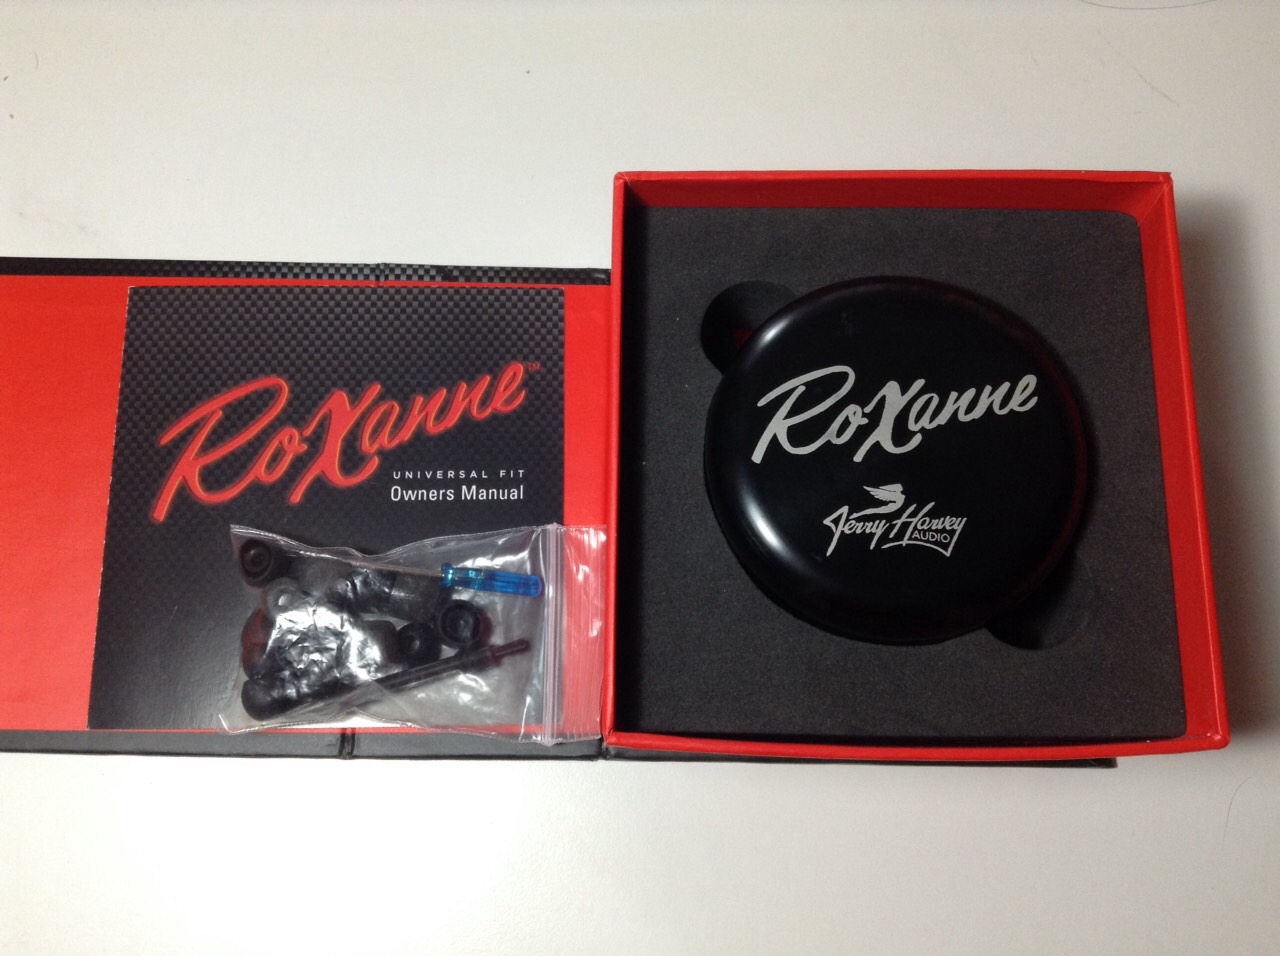 RoXanne™
UNIVERSAL FIT
Owners Manual
RoXanne
Jerry Harvey
AUDIO